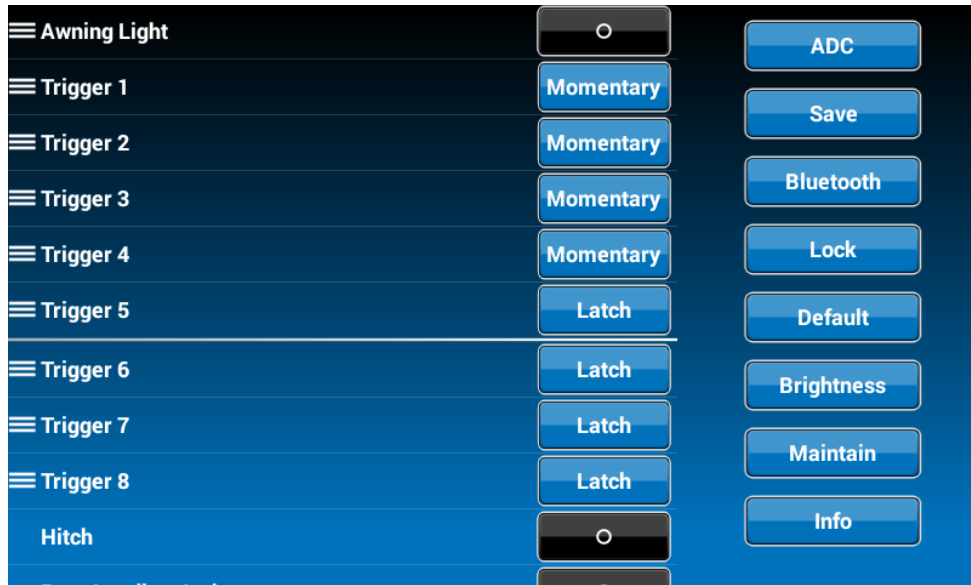 Awning Light
Trigger 1 Momentary
Trigger 2 Momentary
Trigger 3 Momentary
Trigger 4 Momentary
Trigger 5 Latch
Trigger 6 Latch
Trigger 7 Latch
Trigger 8 Latch
Hitch
ADC
Save
Bluetooth
Lock
Default
Brightness
Maintain
Info